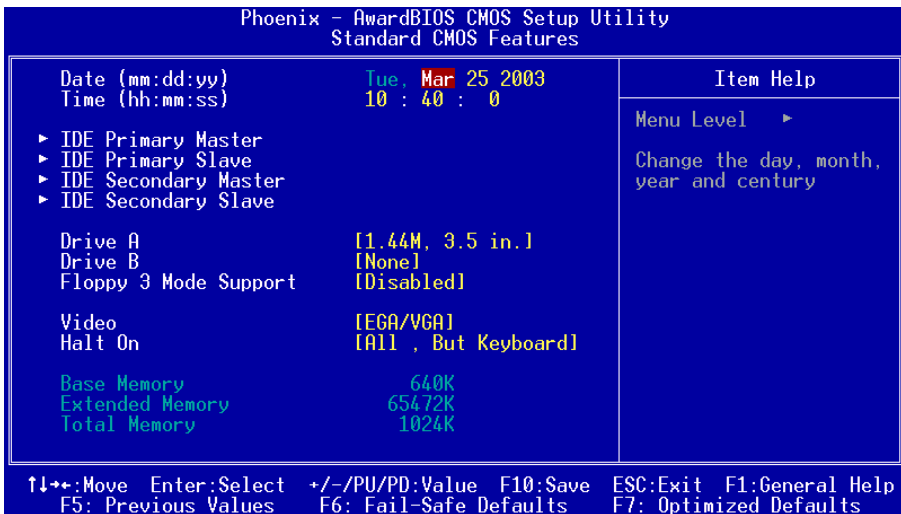 Phoenix - AwardBIOS CMOS Setup Utility
Standard CMOS Features
Date (mm:dd:yy) Tue, Mar 25 2003
Time (hh:mm:ss) 10 : 40 : 0
► IDE Primary Master
► IDE Primary Slave
► IDE Secondary Master
► IDE Secondary Slave
Drive A [1.44M, 3.5 in.]
Drive B [None]
Floppy 3 Mode Support [Disabled]
Video [EGA/VGA]
Halt On [All , But Keyboard]
Base Memory 640K
Extended Memory 65472K
Total Memory 1024K
Item Help
Menu Level ►
Change the day, month,
year and century
↑↓→←:Move Enter:Select +/-/PU/PD:Value F10:Save ESC:Exit F1:General Help
F5: Previous Values F6: Fail-Safe Defaults F7: Optimized Defaults